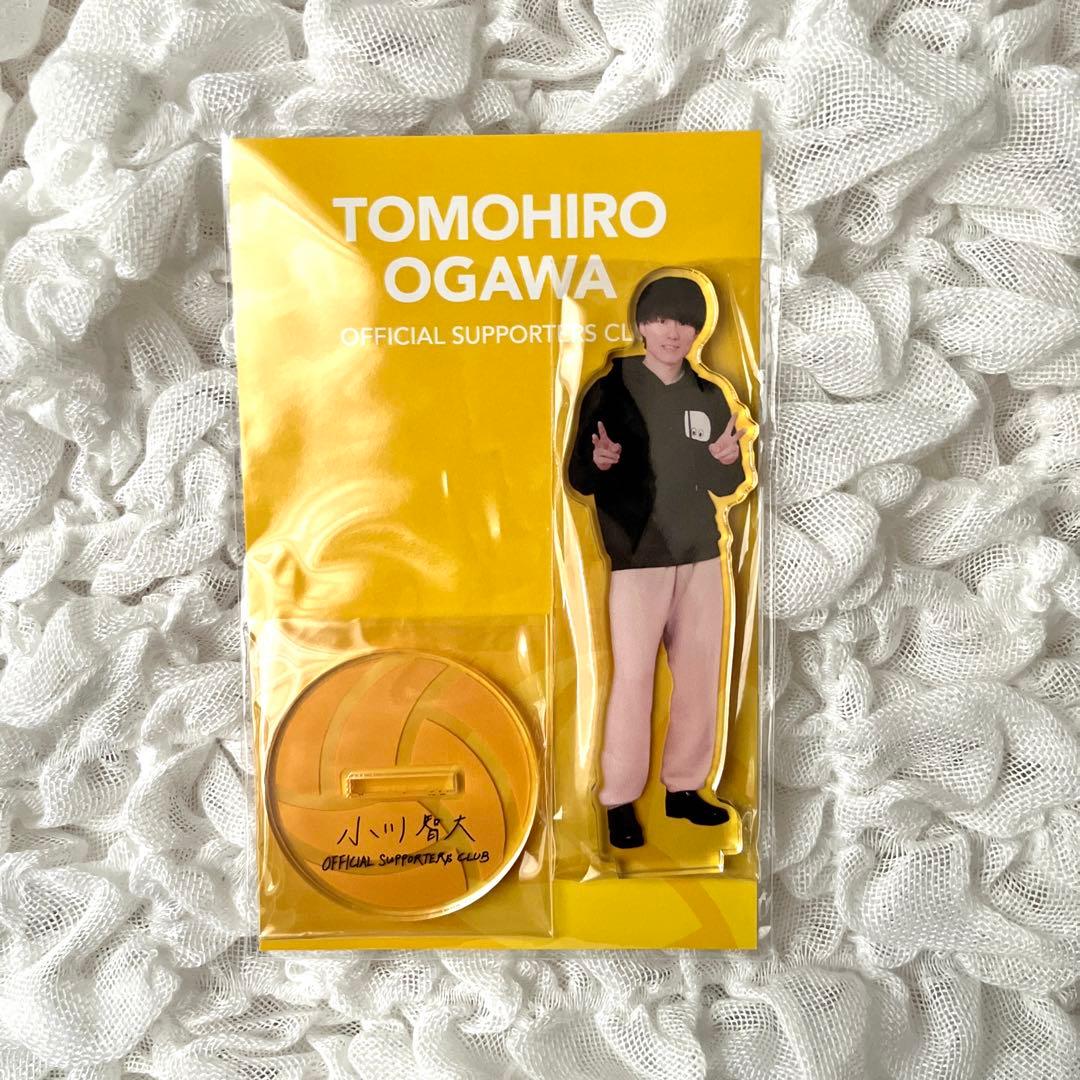 TOMOHIRO
OGAWA
OFFICIAL SUPPORTERS CL
小川智大
OFFICIAL SUPPORTERS CLUB